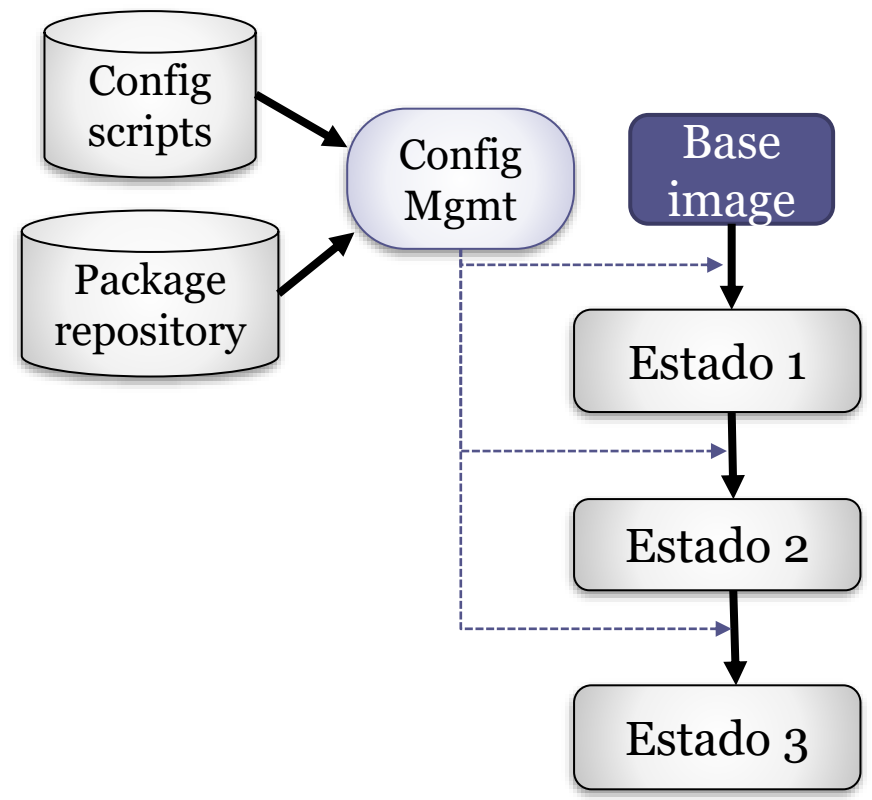 Config
scripts
Package
repository
Config
Mgmt
Base
image
Estado 1
Estado 2
Estado 3